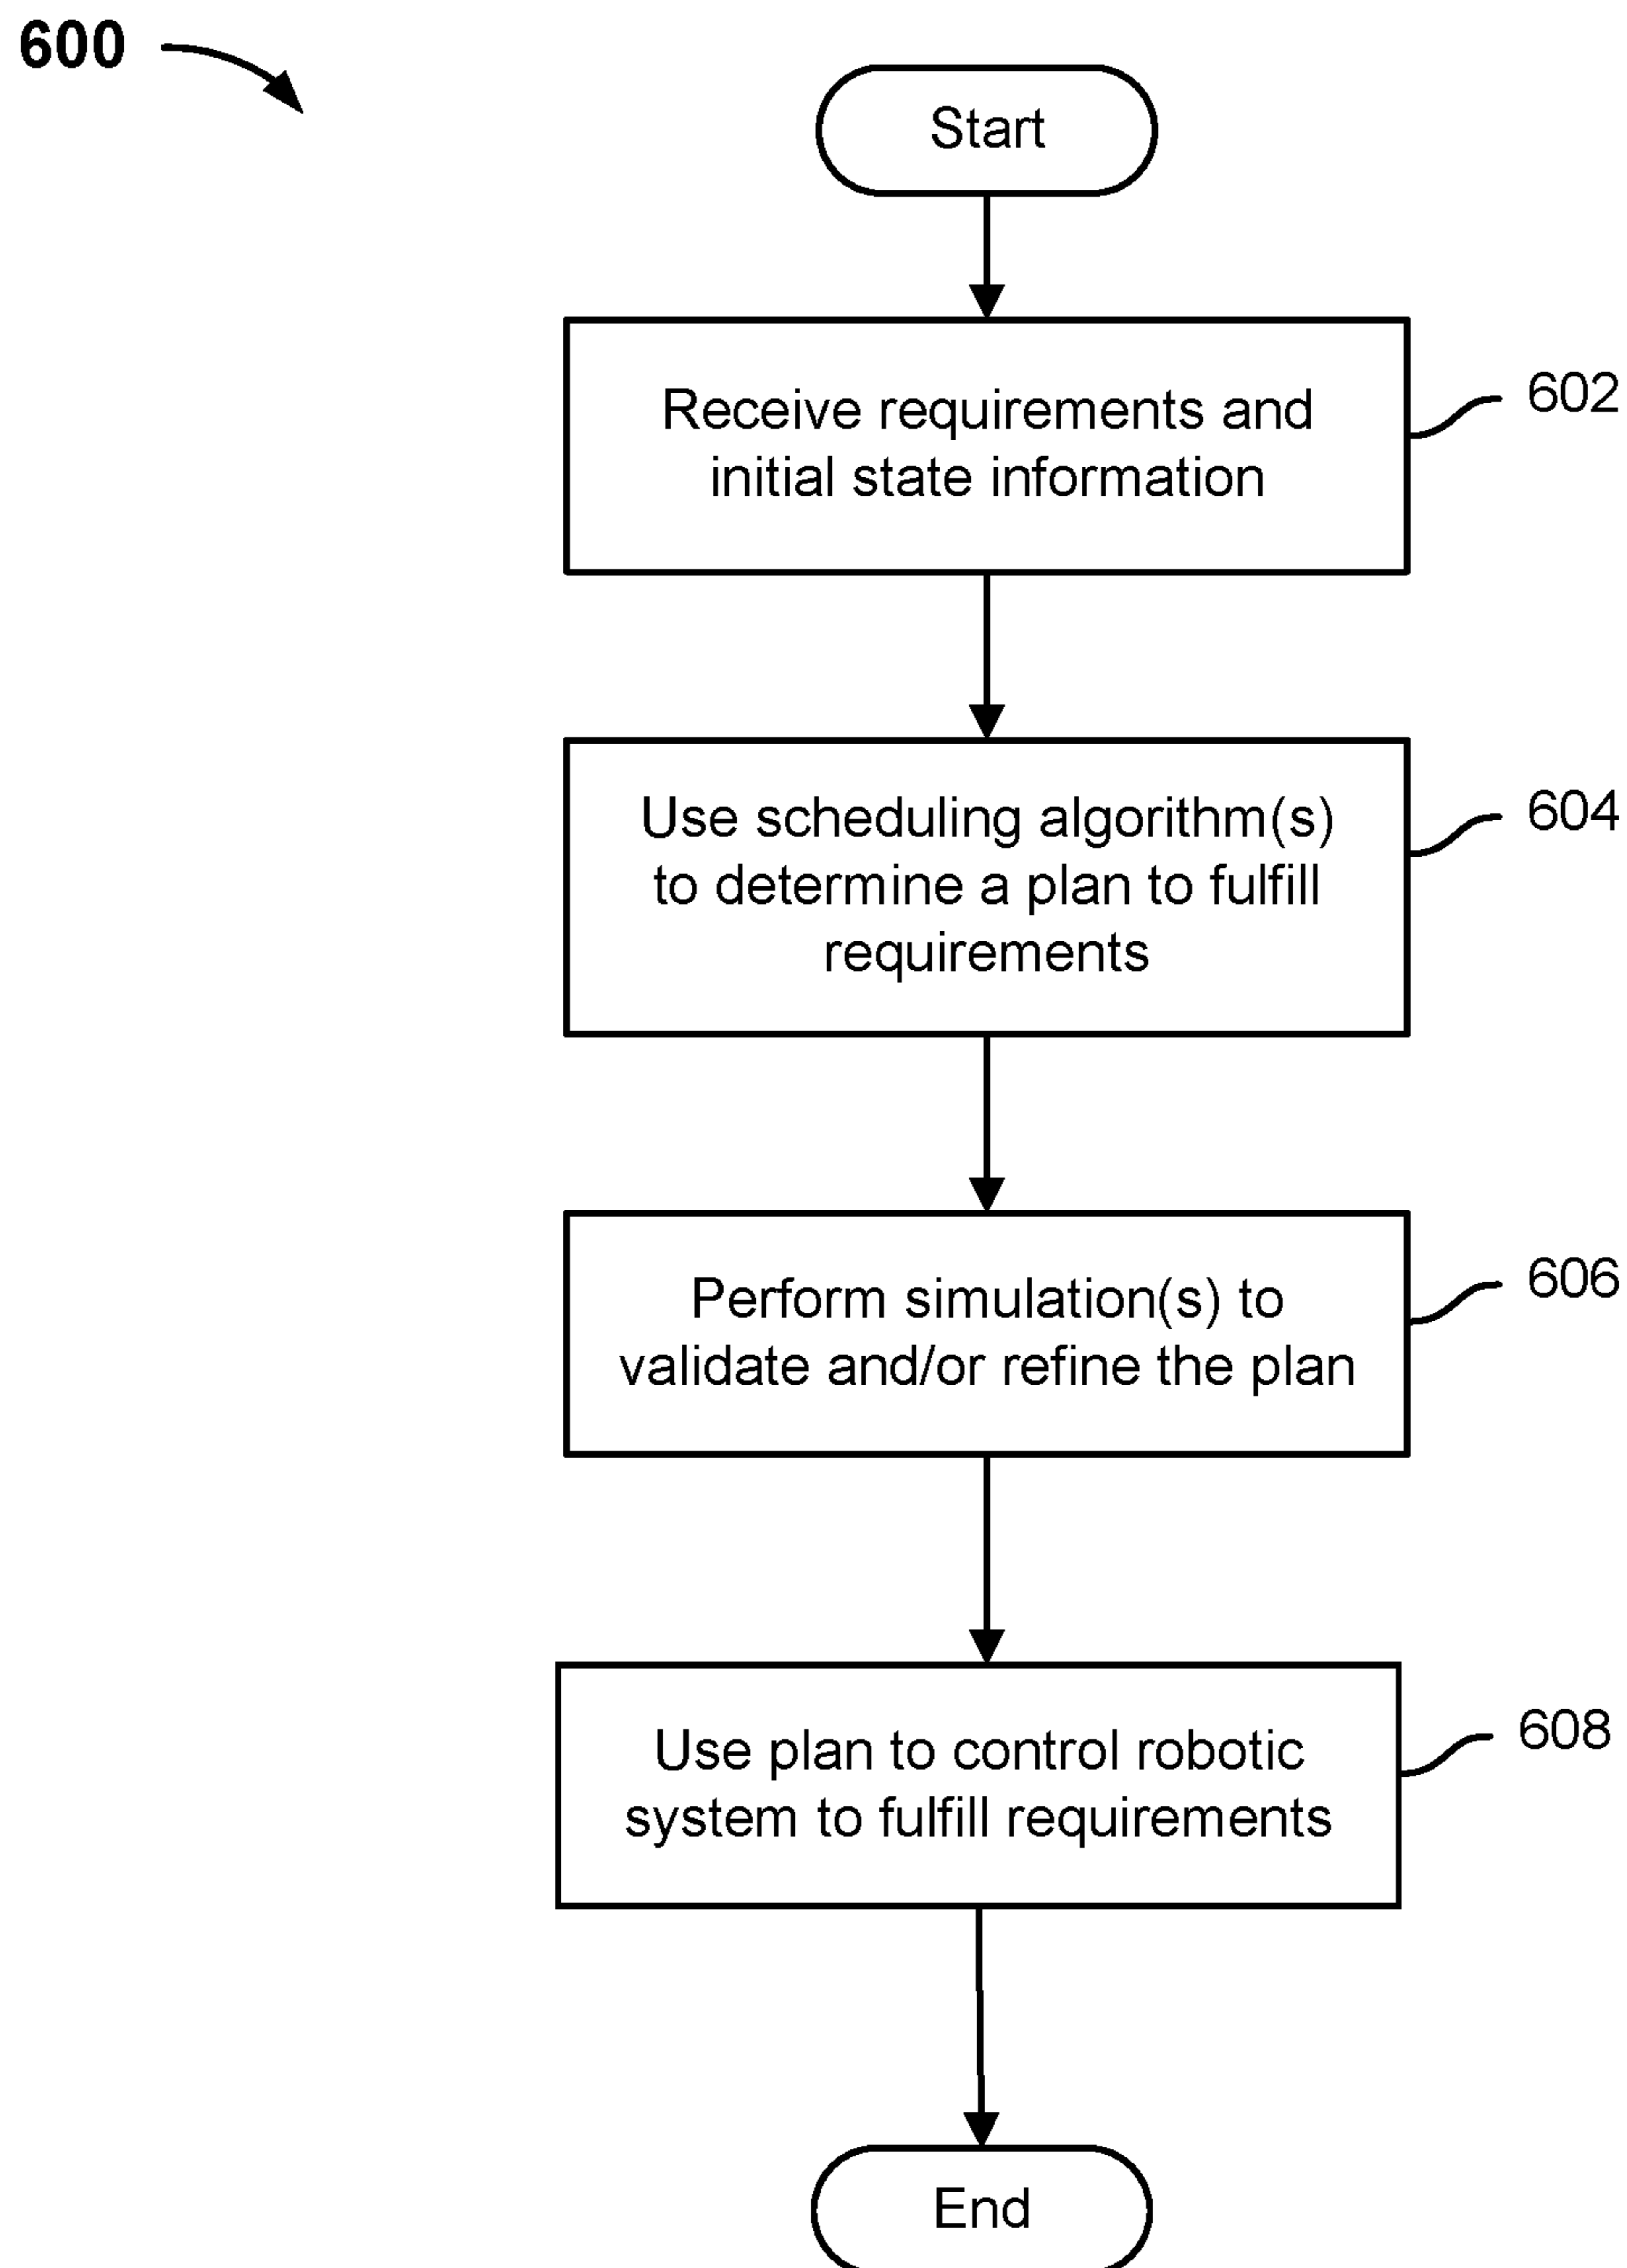 600
Start
Receive requirements and
initial state information
602
Use scheduling algorithm(s)
to determine a plan to fulfill
requirements
604
Perform simulation(s) to
validate and/or refine the plan
606
Use plan to control robotic
system to fulfill requirements
608
End